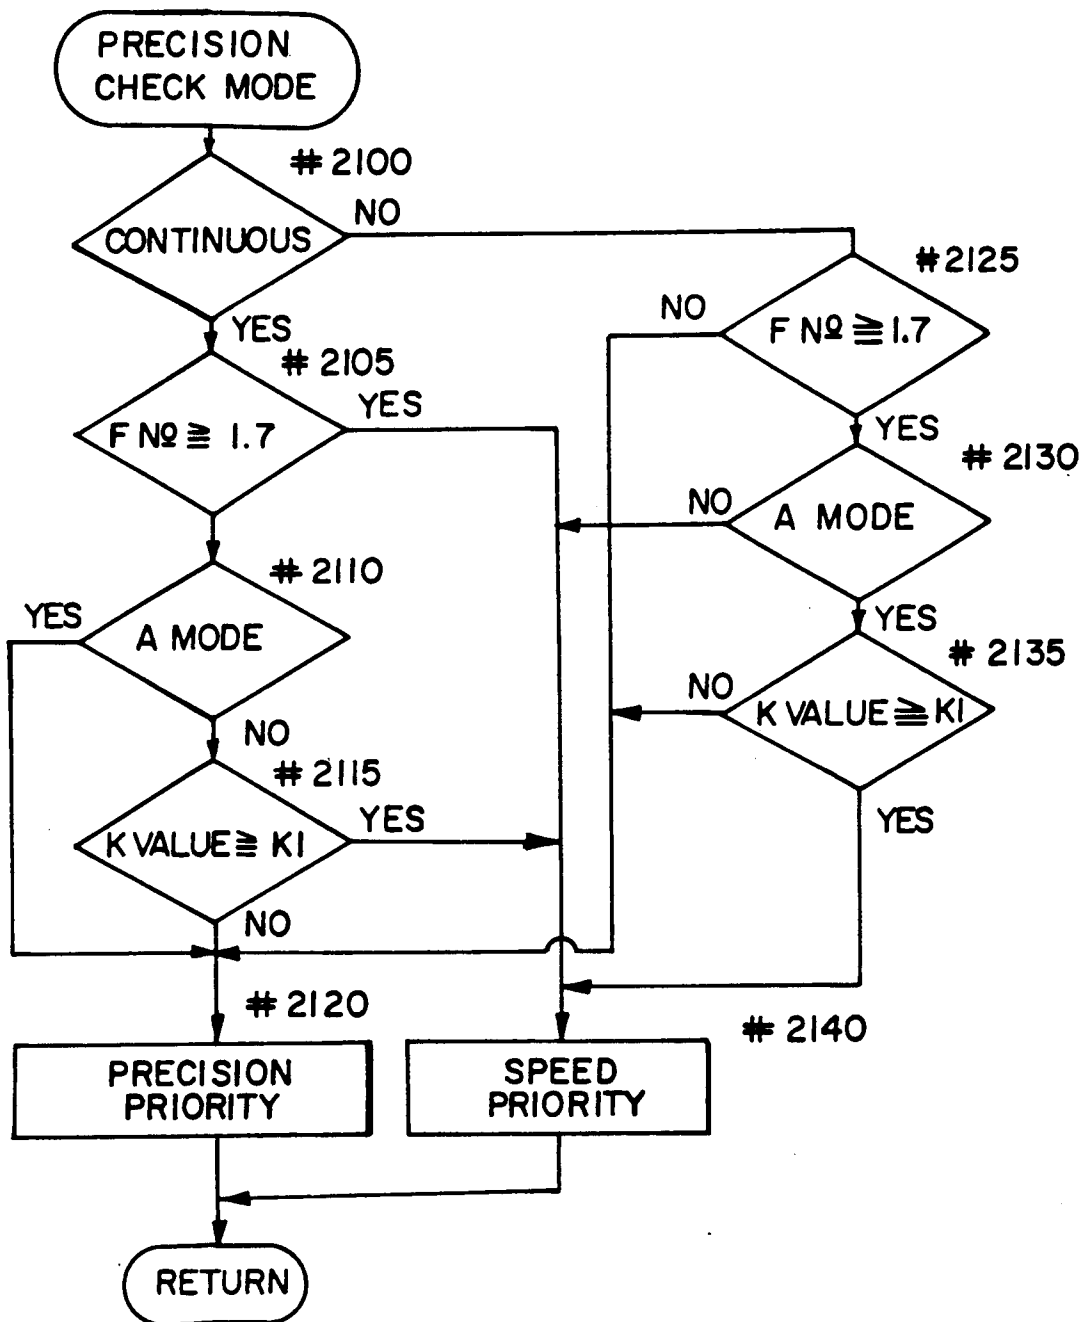 PRECISION
CHECK MODE
# 2100
CONTINUOUS
NO
YES
# 2125
F Nº ≧ 1.7
NO
YES
# 2105
F Nº ≧ 1.7
YES
# 2130
A MODE
NO
YES
# 2110
A MODE
YES
NO
# 2135
K VALUE ≧ K1
NO
YES
# 2115
K VALUE ≧ K1
YES
NO
# 2120
PRECISION
PRIORITY
# 2140
SPEED
PRIORITY
RETURN